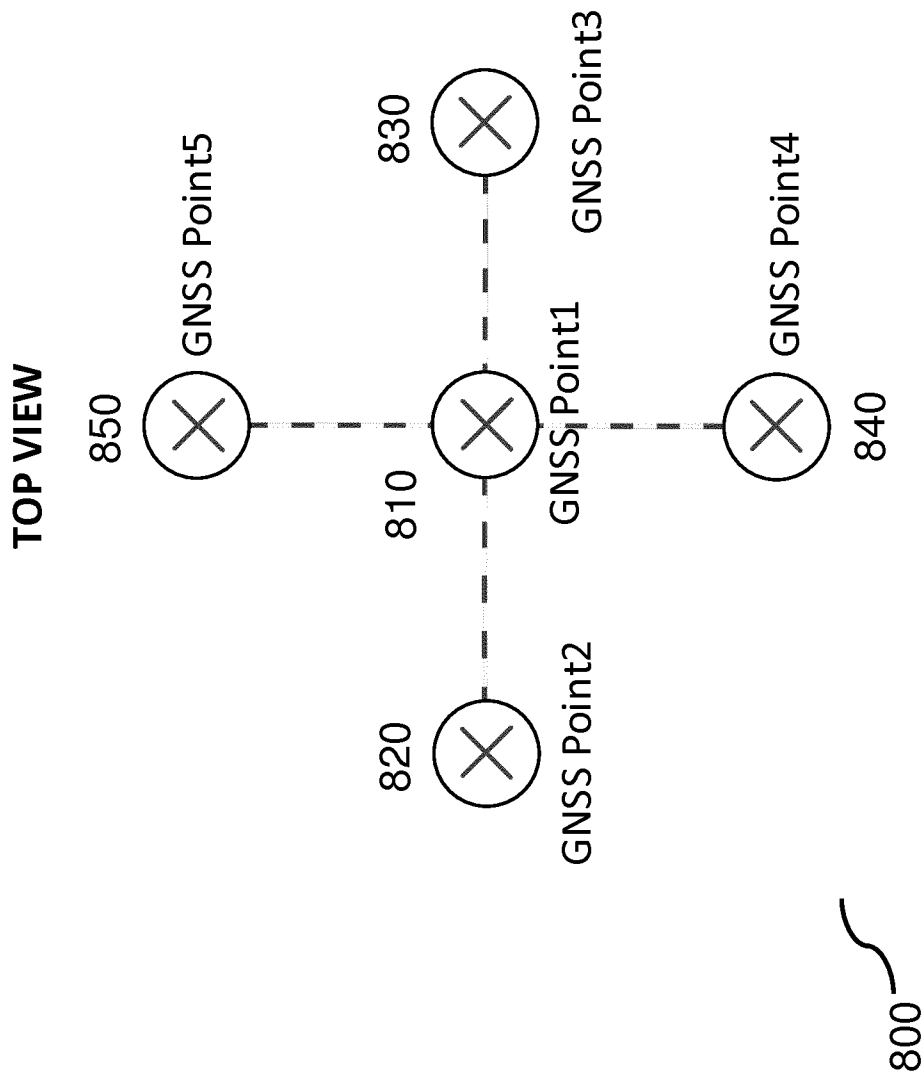 TOP VIEW
850
GNSS Point5
820
810
830
GNSS Point2
GNSS Point1
GNSS Point3
GNSS Point4
840
800